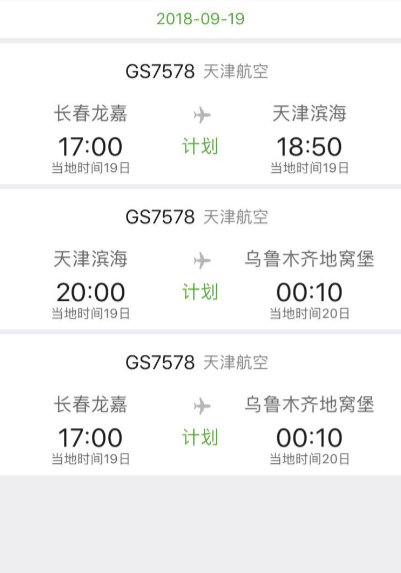 2018-09-19
GS7578 天津航空
长春龙嘉 天津滨海
17:00 计划 18:50
当地时间19日 当地时间19日
GS7578 天津航空
天津滨海 乌鲁木齐地窝堡
20:00 计划 00:10
当地时间19日 当地时间20日
GS7578 天津航空
长春龙嘉 乌鲁木齐地窝堡
17:00 计划 00:10
当地时间19日 当地时间20日